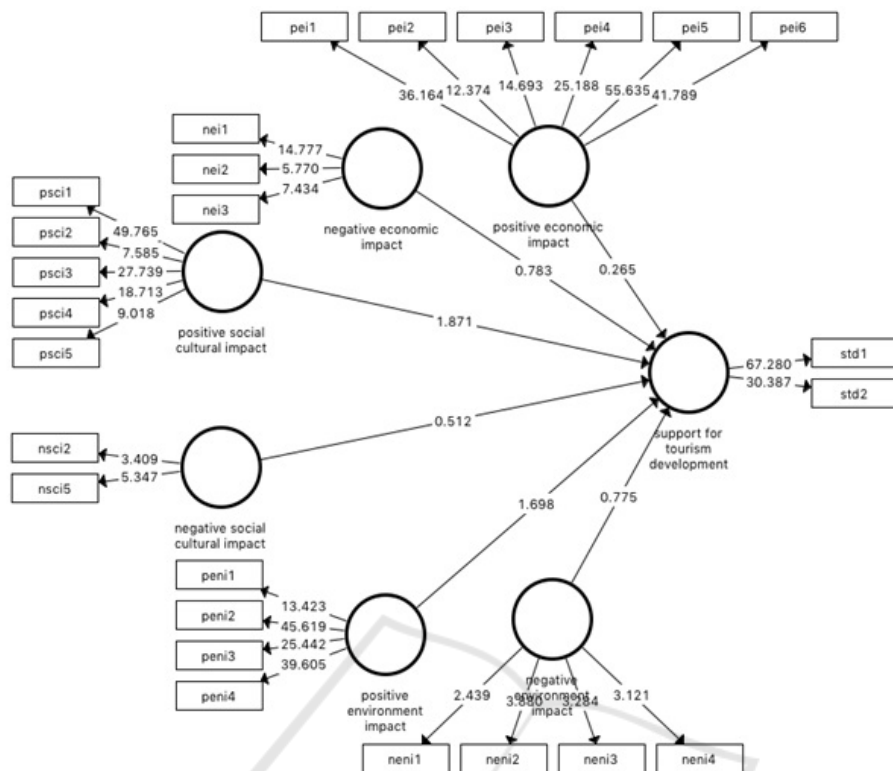 pei1 pei2 pei3 pei4 pei5 pei6
36.164 12.374 14.693 25.188 55.635 41.789
nei1
nei2
nei3
14.777
5.770
7.434
negative economic
impact
positive economic
impact
psci1
psci2
psci3
psci4
psci5
49.765
7.585
27.739
18.713
9.018
positive social
cultural impact
0.783
0.265
1.871
0.512
1.698
0.775
67.280
30.387
std1
std2
support for
tourism
development
nsci2
nsci5
3.409
5.347
negative social
cultural impact
peni1
peni2
peni3
peni4
13.423
45.619
25.442
39.605
positive
environment
impact
negative
environment
impact
2.439 3.880 3.284 3.121
neni1 neni2 neni3 neni4